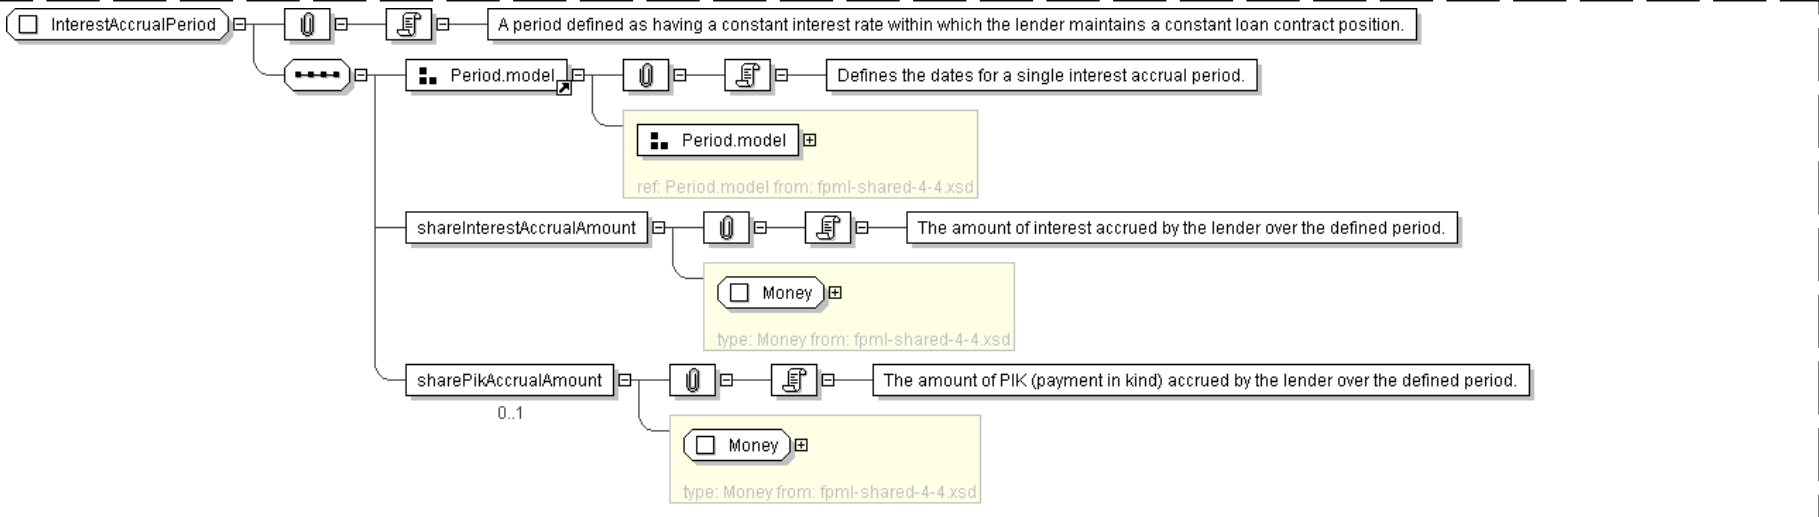 InterestAccrualPeriod
A period defined as having a constant interest rate within which the lender maintains a constant loan contract position.
Period.model
Defines the dates for a single interest accrual period.
Period.model
ref: Period.model from: fpml-shared-4-4.xsd
shareInterestAccrualAmount
The amount of interest accrued by the lender over the defined period.
Money
type: Money from: fpml-shared-4-4.xsd
sharePikAccrualAmount
The amount of PIK (payment in kind) accrued by the lender over the defined period.
0..1
Money
type: Money from: fpml-shared-4-4.xsd